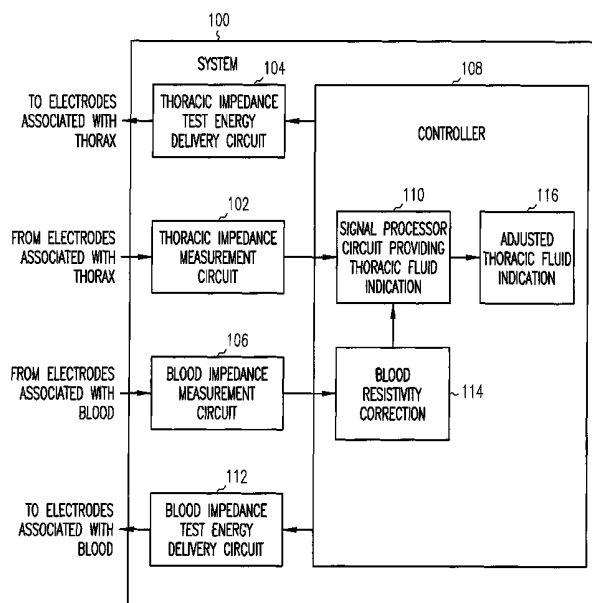 100
SYSTEM
104
108
TO ELECTRODES
ASSOCIATED WITH
THORAX
THORACIC IMPEDANCE
TEST ENERGY
DELIVERY CIRCUIT
CONTROLLER
102
110
116
FROM ELECTRODES
ASSOCIATED WITH
THORAX
THORACIC IMPEDANCE
MEASUREMENT
CIRCUIT
SIGNAL PROCESSOR
CIRCUIT PROVIDING
THORACIC FLUID
INDICATION
ADJUSTED
THORACIC FLUID
INDICATION
106
FROM ELECTRODES
ASSOCIATED WITH
BLOOD
BLOOD IMPEDANCE
MEASUREMENT
CIRCUIT
BLOOD
RESISTIVITY
CORRECTION
114
112
TO ELECTRODES
ASSOCIATED WITH
BLOOD
BLOOD IMPEDANCE
TEST ENERGY
DELIVERY CIRCUIT